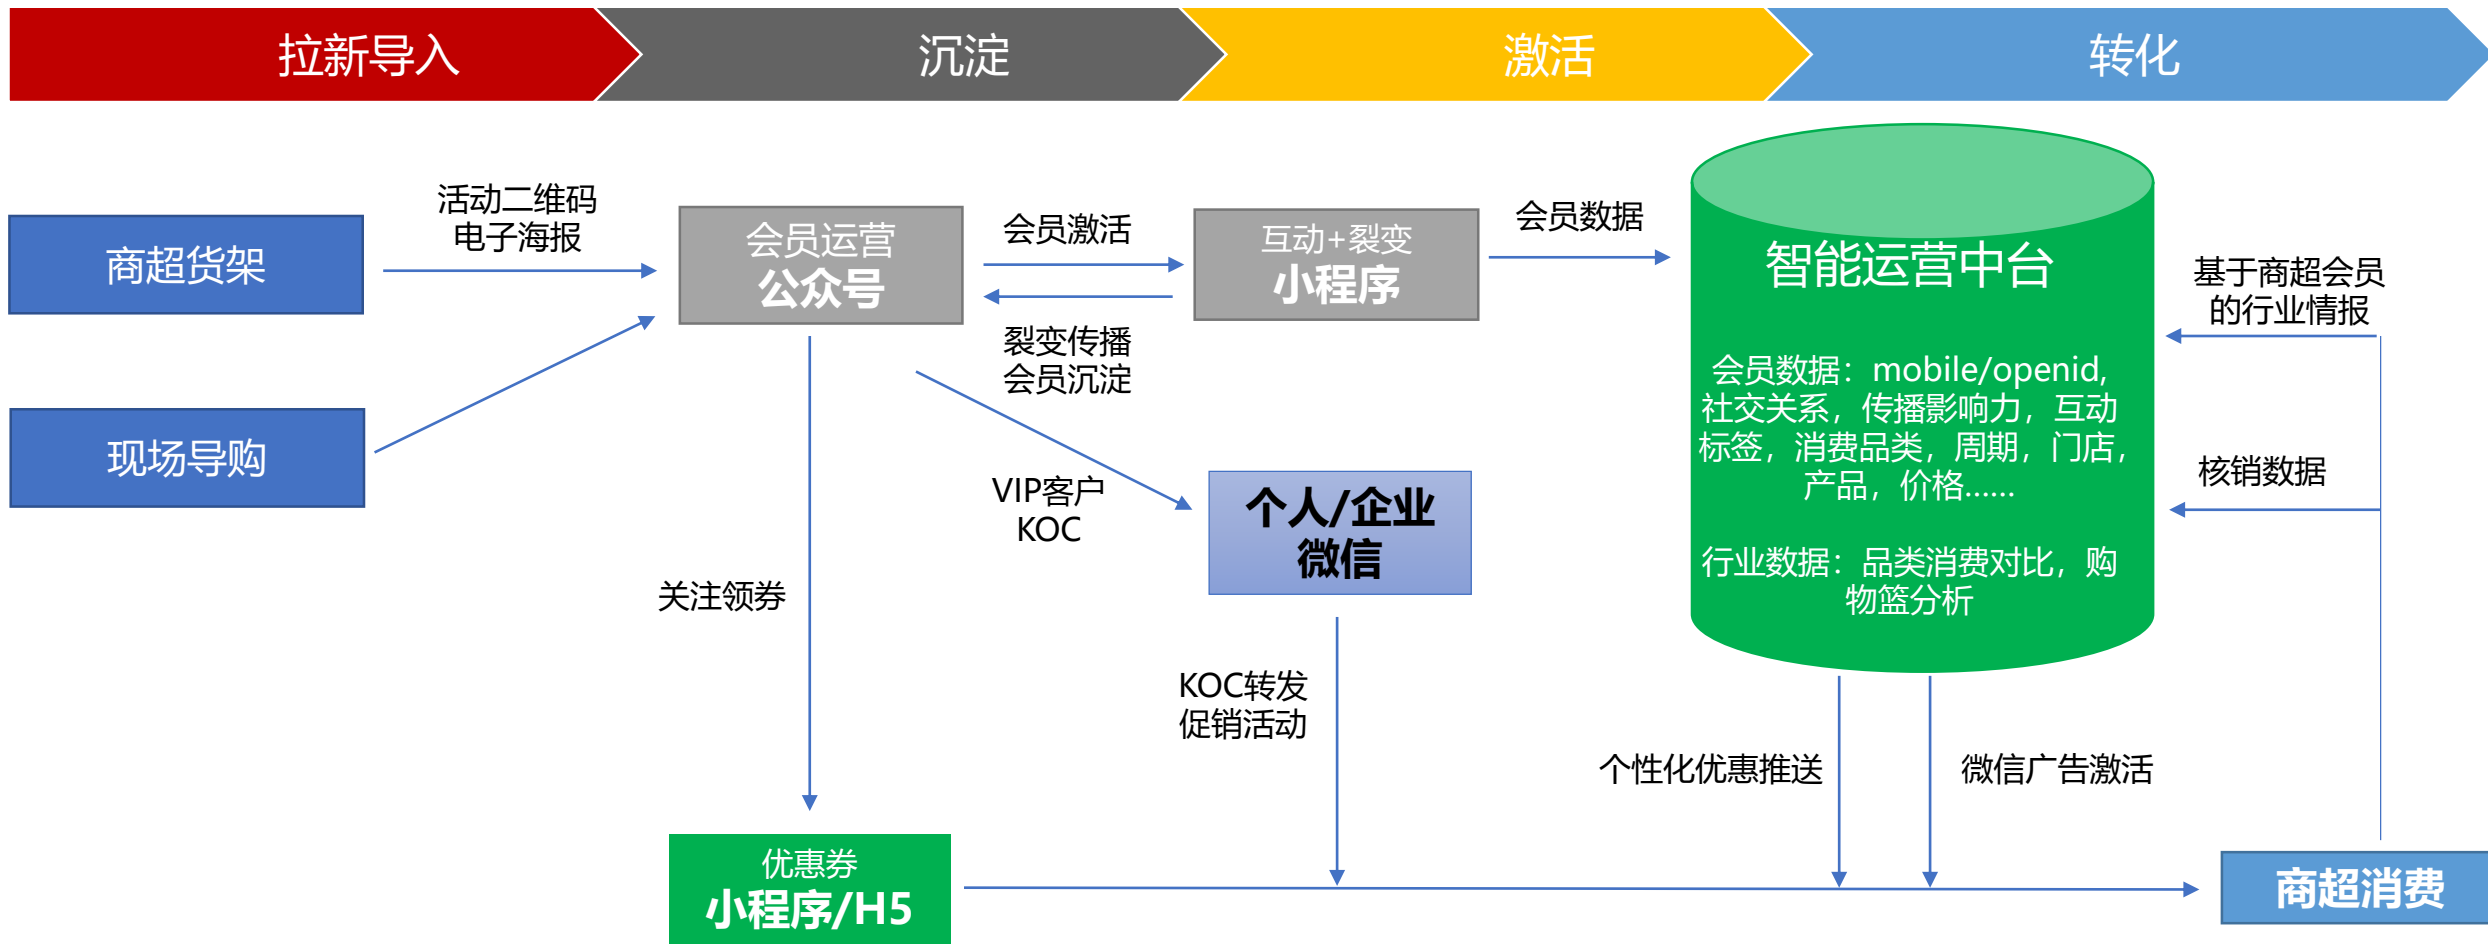 拉新导入
沉淀
激活
转化
商超货架
现场导购
活动二维码
电子海报
会员运营
公众号
会员激活
裂变传播
会员沉淀
互动+裂变
小程序
会员数据
VIP客户
KOC
个人/企业
微信
关注领券
KOC转发
促销活动
优惠券
小程序/H5
智能运营中台
会员数据：mobile/openid,
社交关系，传播影响力，互动
标签，消费品类，周期，门店，
产品，价格……
行业数据：品类消费对比，购
物篮分析
基于商超会员
的行业情报
核销数据
个性化优惠推送
微信广告激活
商超消费